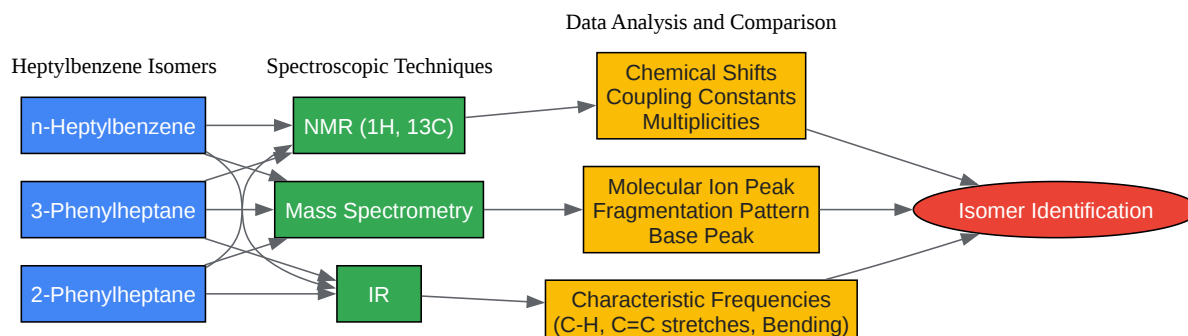 Data Analysis and Comparison
Heptylbenzene Isomers
Spectroscopic Techniques
n-Heptylbenzene
3-Phenylheptane
2-Phenylheptane
NMR (1H, 13C)
Mass Spectrometry
IR
Chemical Shifts
Coupling Constants
Multiplicities
Molecular Ion Peak
Fragmentation Pattern
Base Peak
Characteristic Frequencies
(C-H, C=C stretches, Bending)
Isomer Identification